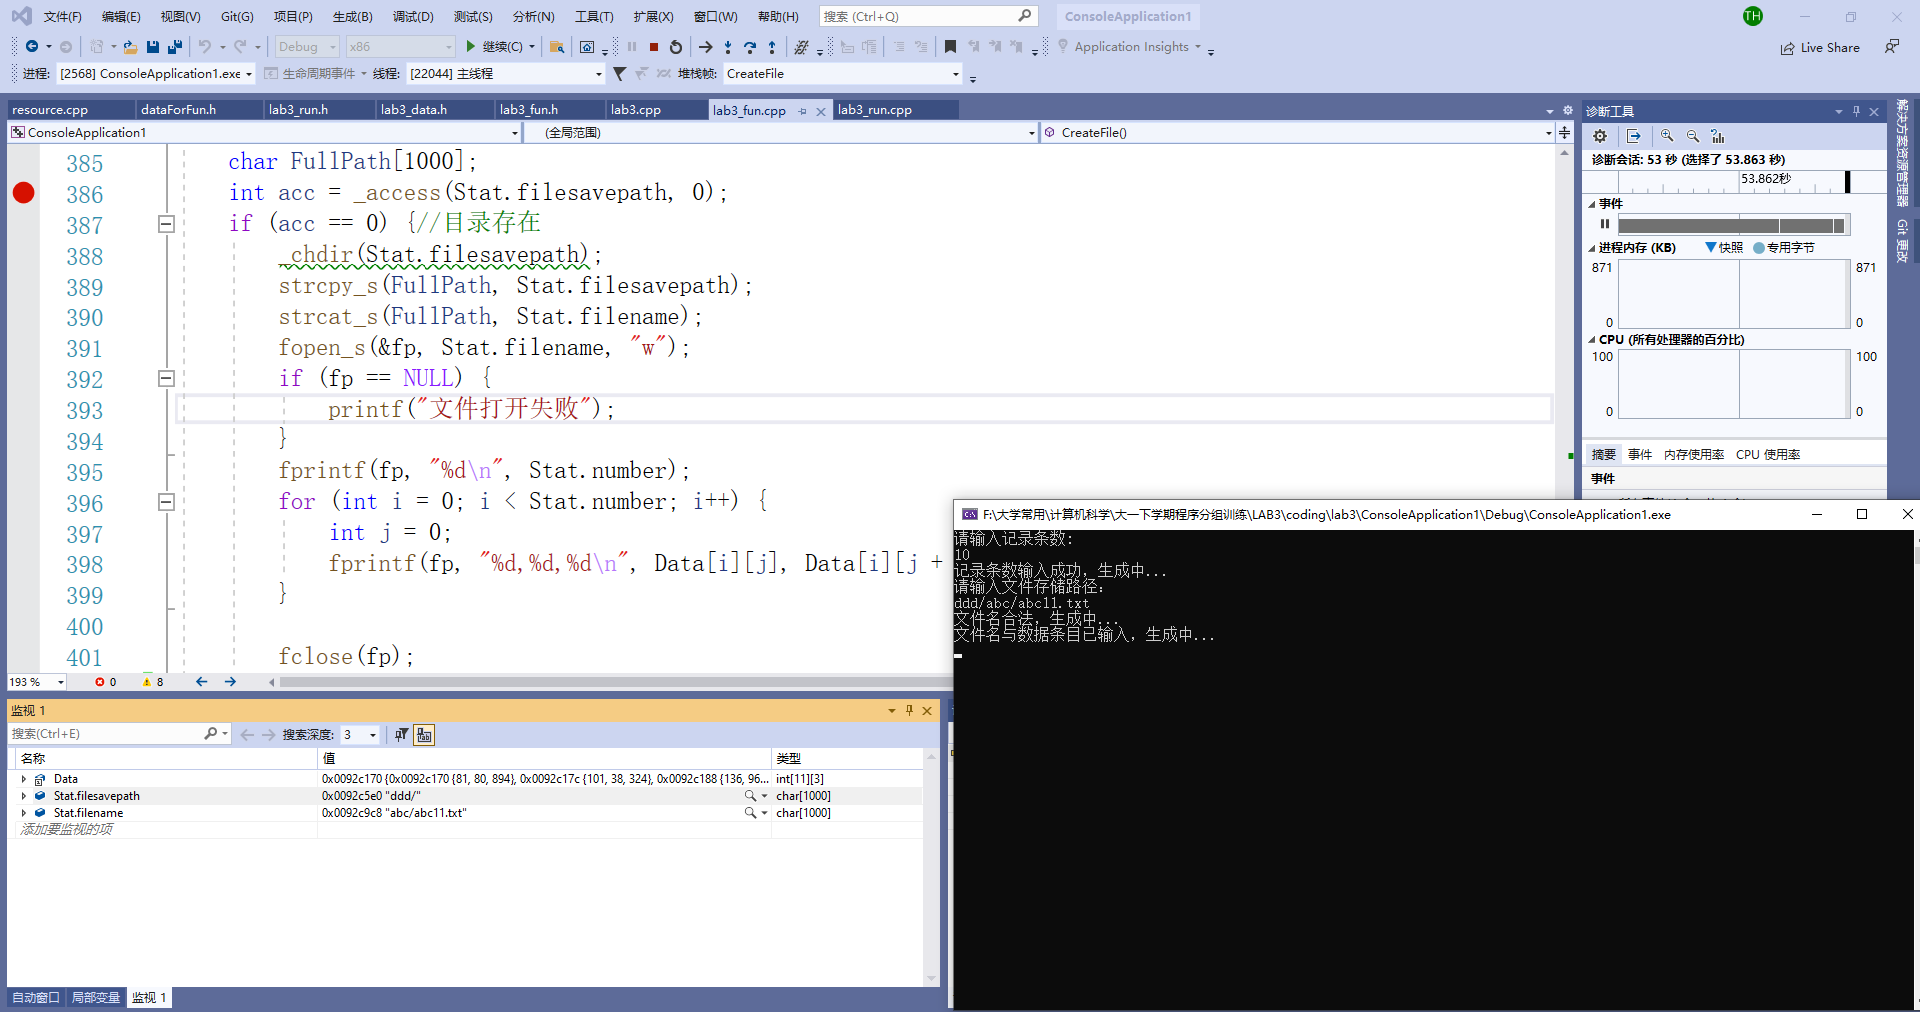 文件(F) 编辑(E) 视图(V) Git(G) 项目(P) 生成(B) 调试(D) 测试(S) 分析(N) 工具(T) 扩展(X) 窗口(W) 帮助(H) 搜索 (Ctrl+Q) ConsoleApplication1 TH
Debug x86 继续(C) Application Insights Live Share
进程: [2568] ConsoleApplication1.exe 生命周期事件 线程: [22044] 主线程 堆栈帧: CreateFile
resource.cpp dataForFun.h lab3_run.h lab3_data.h lab3_fun.h lab3.cpp lab3_fun.cpp lab3_run.cpp
ConsoleApplication1 (全局范围) CreateFile()
385 char FullPath[1000];
386 int acc = _access(Stat.filesavepath, 0);
387 if (acc == 0) {//目录存在
388 _chdir(Stat.filesavepath);
389 strcpy_s(FullPath, Stat.filesavepath);
390 strcat_s(FullPath, Stat.filename);
391 fopen_s(&fp, Stat.filename, "w");
392 if (fp == NULL) {
393 printf("文件打开失败");
394 }
395 fprintf(fp, "%d\n", Stat.number);
396 for (int i = 0; i < Stat.number; i++) {
397 int j = 0;
398 fprintf(fp, "%d,%d,%d\n", Data[i][j], Data[i][j +
399 }
400
401 fclose(fp);
193 % 0 8
诊断工具
诊断会话: 53 秒 (选择了 53.863 秒)
53.862秒
事件
进程内存 (KB) 快照 专用字节
871 871
0 0
CPU (所有处理器的百分比)
100 100
0 0
摘要 事件 内存使用率 CPU 使用率
事件
解决方案资源管理器
Git 更改
F:\大学常用\计算机科学\大一下学期程序分组训练\LAB3\coding\lab3\ConsoleApplication1\Debug\ConsoleApplication1.exe
请输入记录条数:
10
记录条数输入成功，生成中...
请输入文件存储路径:
ddd/abc/abc11.txt
文件名合法，生成中...
文件名与数据条目已输入，生成中...
监视 1
搜索(Ctrl+E) 搜索深度: 3
名称 值 类型
Data 0x0092c170 {0x0092c170 {81, 80, 894}, 0x0092c17c {101, 38, 324}, 0x0092c188 {136, 96... int[11][3]
Stat.filesavepath 0x0092c5e0 "ddd/" char[1000]
Stat.filename 0x0092c9c8 "abc/abc11.txt" char[1000]
添加要监视的项
自动窗口 局部变量 监视 1